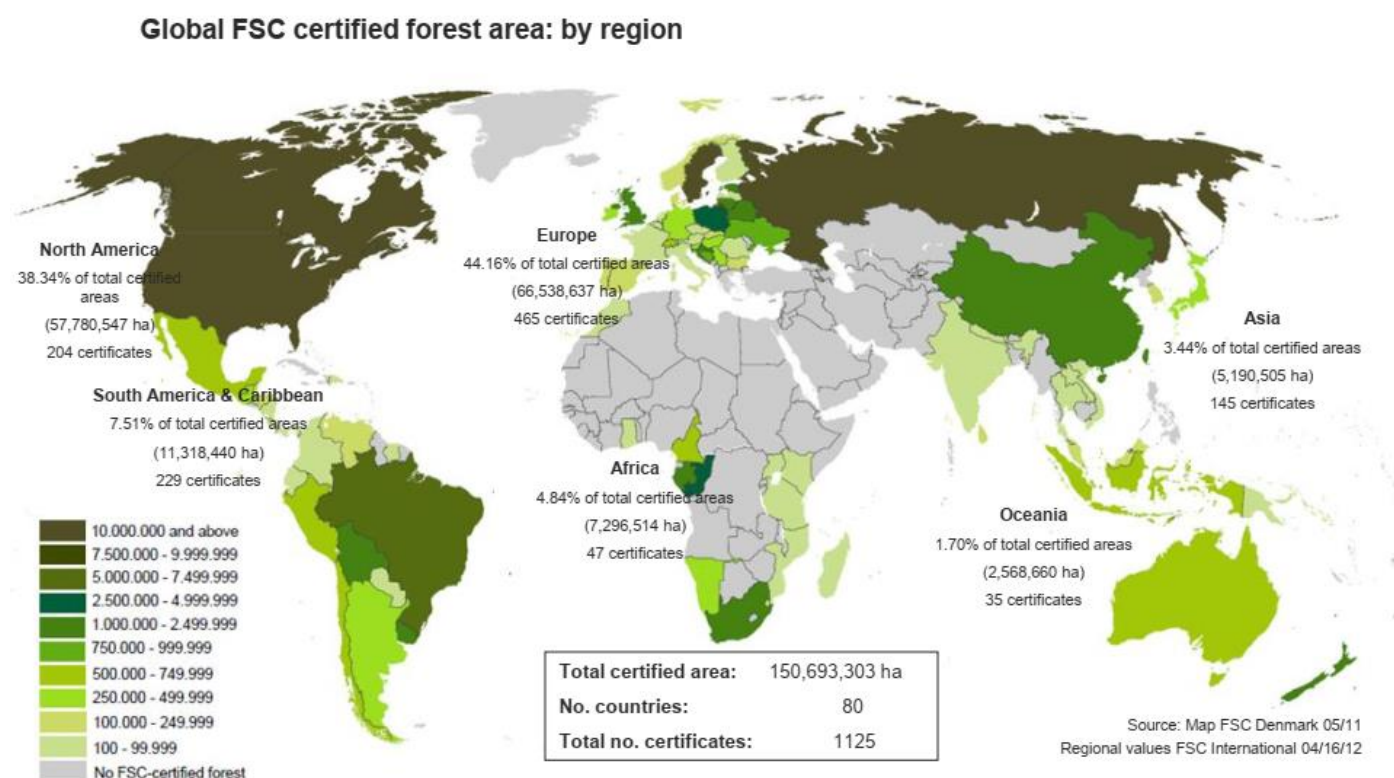 Global FSC certified forest area: by region
North America
38.34% of total certified
areas
(57,780,547 ha)
204 certificates
South America & Caribbean
7.51% of total certified areas
(11,318,440 ha)
229 certificates
Europe
44.16% of total certified areas
(66,538,637 ha)
465 certificates
Africa
4.84% of total certified areas
(7,296,514 ha)
47 certificates
Asia
3.44% of total certified areas
(5,190,505 ha)
145 certificates
Oceania
1.70% of total certified areas
(2,568,660 ha)
35 certificates
10.000.000 and above
7.500.000 - 9.999.999
5.000.000 - 7.499.999
2.500.000 - 4.999.999
1.000.000 - 2.499.999
750.000 - 999.999
500.000 - 749.999
250.000 - 499.999
100.000 - 249.999
100 - 99.999
No FSC-certified forest
Total certified area: 150,693,303 ha
No. countries: 80
Total no. certificates: 1125
Source: Map FSC Denmark 05/11
Regional values FSC International 04/16/12